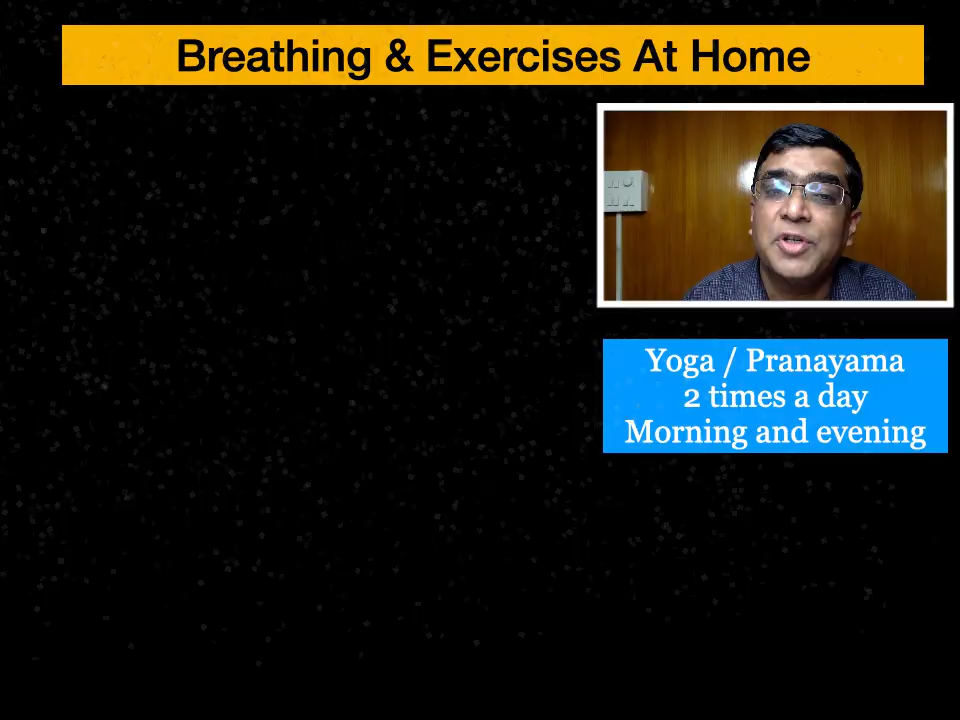 Breathing & Exercises At Home
Yoga / Pranayama
2 times a day
Morning and evening